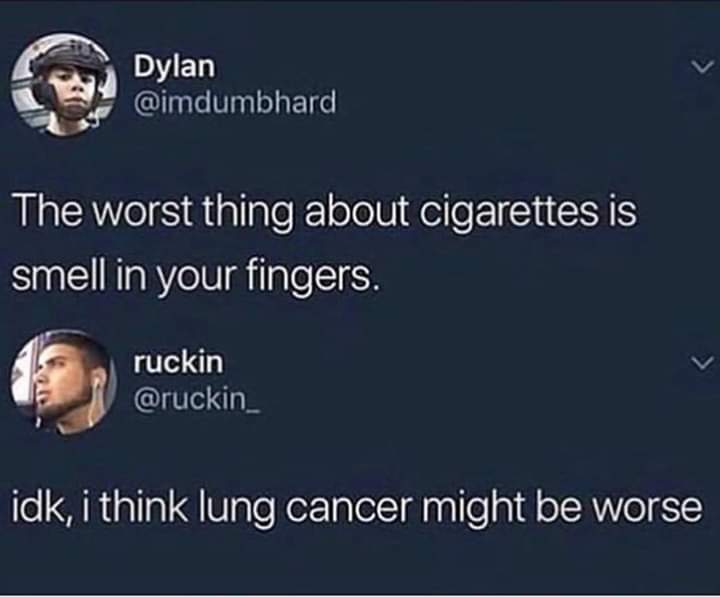 Dylan
@imdumbhard
The worst thing about cigarettes is
smell in your fingers.
ruckin
@ruckin_
idk, i think lung cancer might be worse